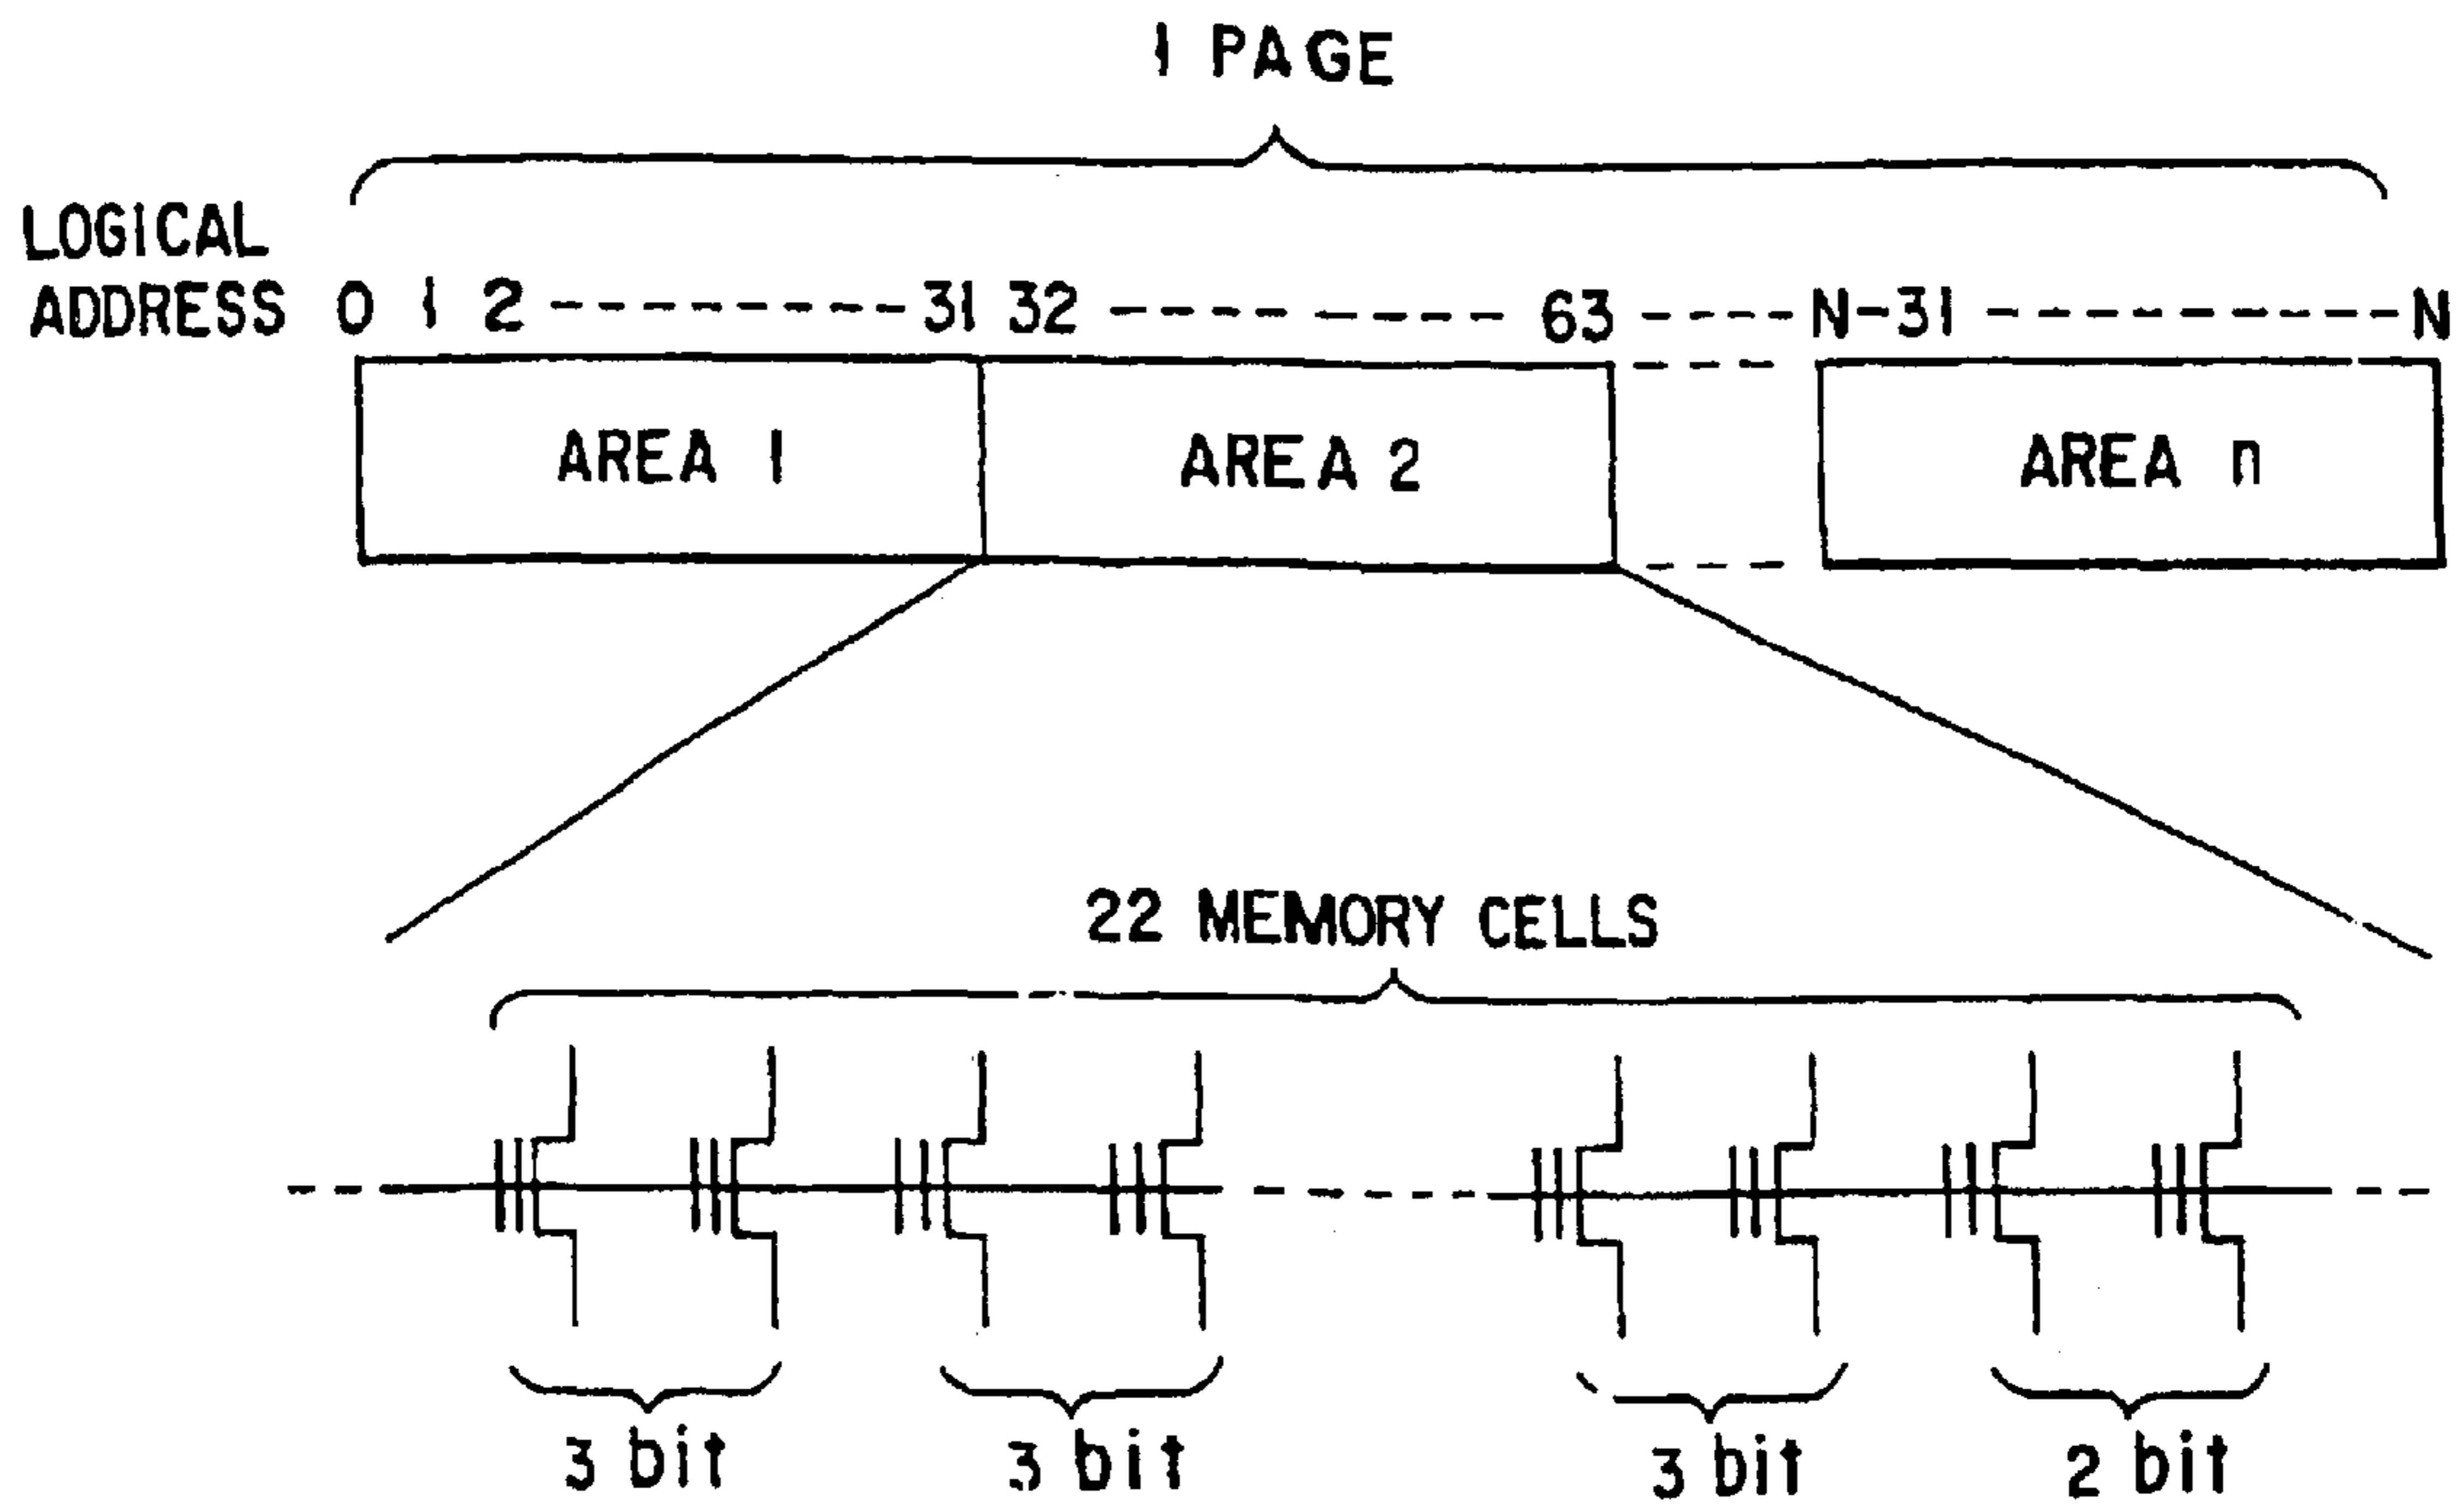 1 PAGE
LOGICAL
ADDRESS 0 1 2 --------- 31 32 --------- 63 ---- N-31 --------- N
AREA 1 AREA 2 AREA n
22 MEMORY CELLS
3 bit 3 bit 3 bit 2 bit